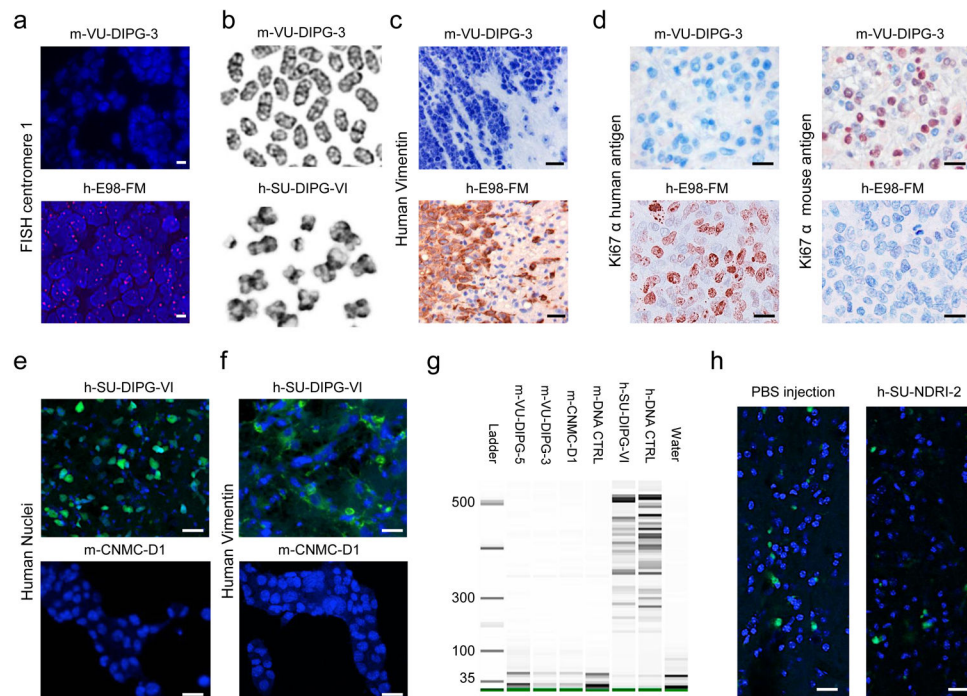 a
m-VU-DIPG-3
FISH centromere 1
h-E98-FM
b
m-VU-DIPG-3
h-SU-DIPG-VI
c
m-VU-DIPG-3
Human Vimentin
h-E98-FM
d
m-VU-DIPG-3
Ki67 α human antigen
h-E98-FM
m-VU-DIPG-3
Ki67 α mouse antigen
h-E98-FM
e
h-SU-DIPG-VI
Human Nuclei
m-CNMC-D1
f
h-SU-DIPG-VI
Human Vimentin
m-CNMC-D1
g
Ladder
m-VU-DIPG-5
m-VU-DIPG-3
m-CNMC-D1
m-DNA CTRL
h-SU-DIPG-VI
h-DNA CTRL
Water
500
300
100
35
h
PBS injection
h-SU-NDRI-2